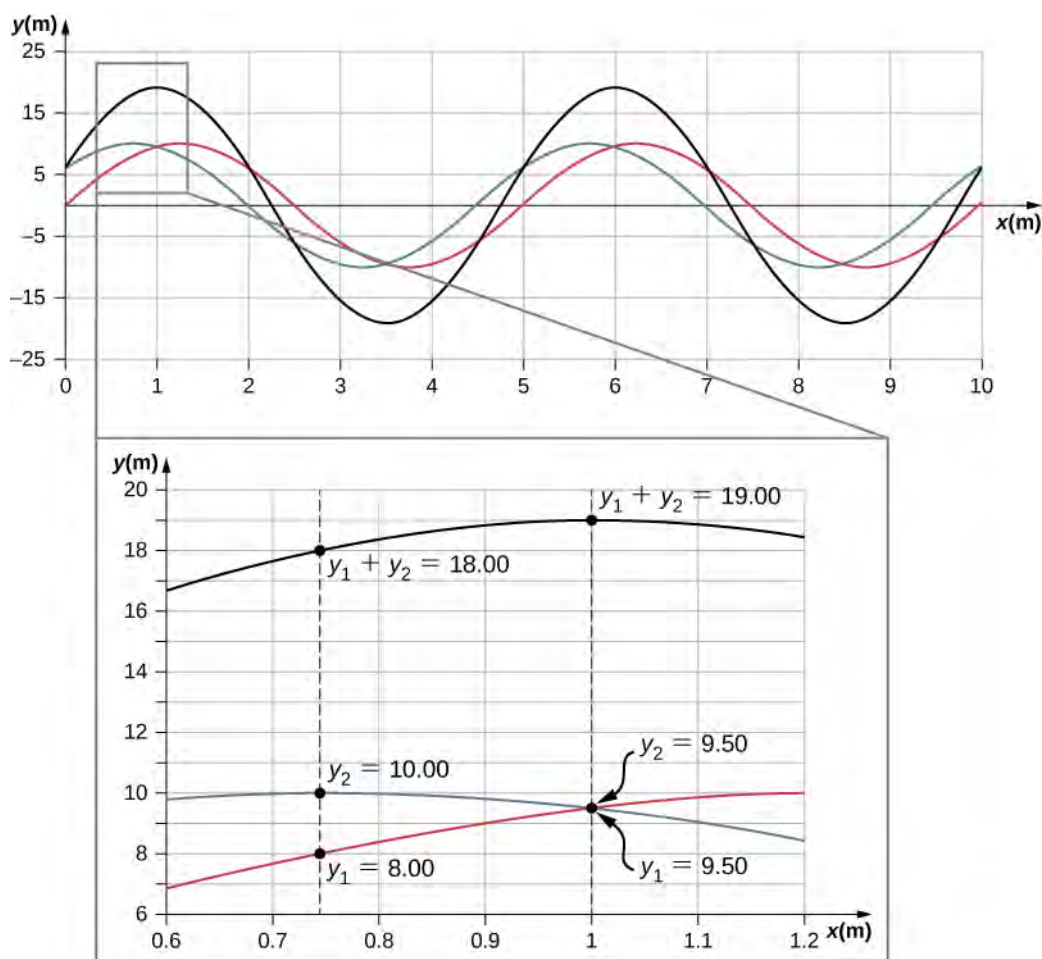 y(m)
25
15
5
–5
–15
–25
x(m)
0 1 2 3 4 5 6 7 8 9 10
y(m)
20
18
16
14
12
10
8
6
y₁ + y₂ = 19.00
y₁ + y₂ = 18.00
y₂ = 9.50
y₂ = 10.00
y₁ = 8.00
y₁ = 9.50
0.6 0.7 0.8 0.9 1 1.1 1.2 x(m)